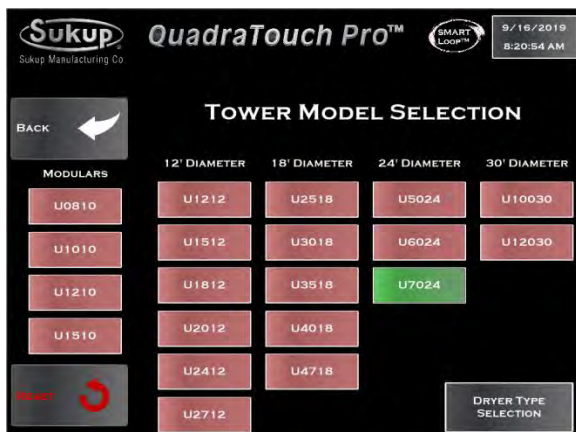 Sukup
Sukup Manufacturing Co
QuadraTouch Pro™
SMART
LOOP™
9/16/2019
8:20:54 AM
BACK
TOWER MODEL SELECTION
MODULARS
12' DIAMETER
18' DIAMETER
24' DIAMETER
30' DIAMETER
U0810
U1010
U1210
U1510
U1212
U1512
U1812
U2012
U2412
U2712
U2518
U3018
U3518
U4018
U4718
U5024
U6024
U7024
U10030
U12030
RESET
DRYER TYPE
SELECTION